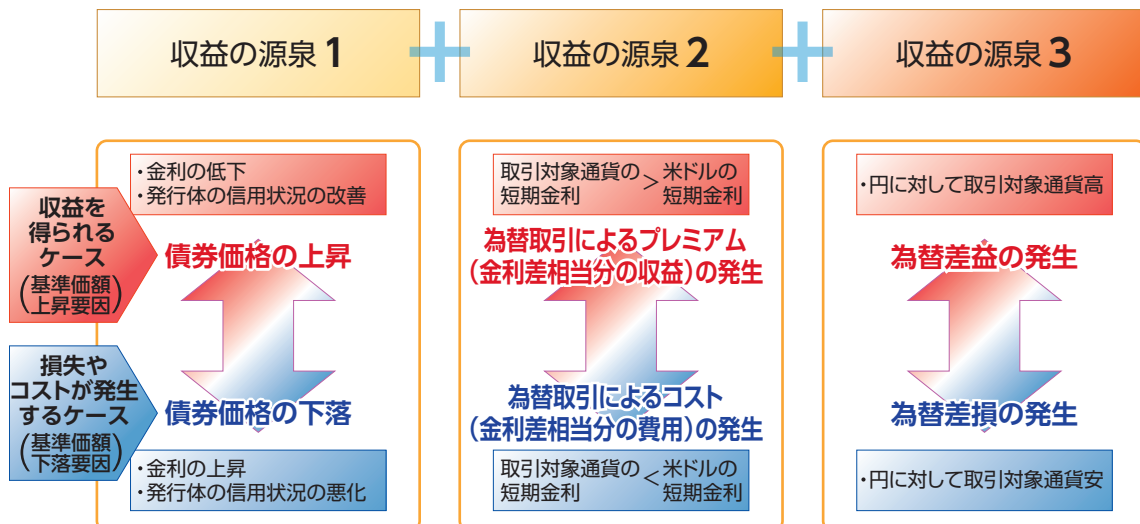 収益の源泉 1
+
収益の源泉 2
+
収益の源泉 3
収益を
得られる
ケース
(基準価額
上昇要因)
・金利の低下
・発行体の信用状況の改善
債券価格の上昇
取引対象通貨の 短期金利 > 米ドルの 短期金利
為替取引によるプレミアム
(金利差相当分の収益)の発生
・円に対して取引対象通貨高
為替差益の発生
損失や
コストが発生
するケース
(基準価額
下落要因)
債券価格の下落
・金利の上昇
・発行体の信用状況の悪化
為替取引によるコスト
(金利差相当分の費用)の発生
取引対象通貨の 短期金利 < 米ドルの 短期金利
為替差損の発生
・円に対して取引対象通貨安